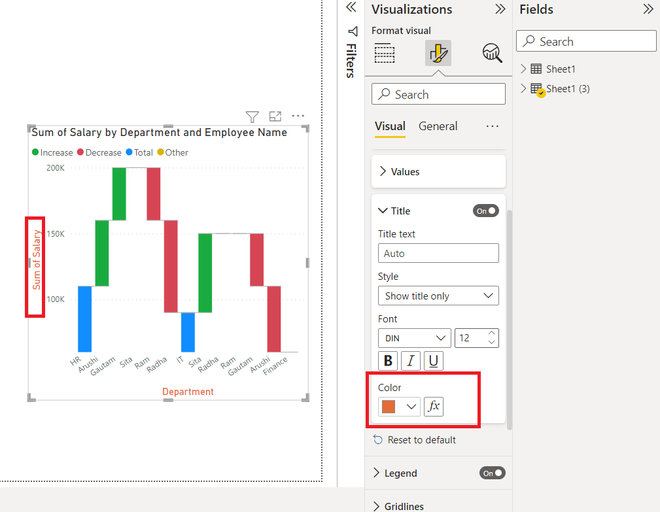 Visualizations
Fields
Format visual
Search
Search
Filters
Sheet1
Sheet1 (3)
Visual
General
Sum of Salary by Department and Employee Name
Increase
Decrease
Total
Other
200K
150K
100K
Sum of Salary
HR
Arushi
Gautam
Sita
Ram
Radha
IT
Sita
Radha
Ram
Gautam
Arushi
Finance
Department
Values
Title
On
Title text
Auto
Style
Show title only
Font
DIN
12
B
I
U
Color
fx
Reset to default
Legend
On
Gridlines